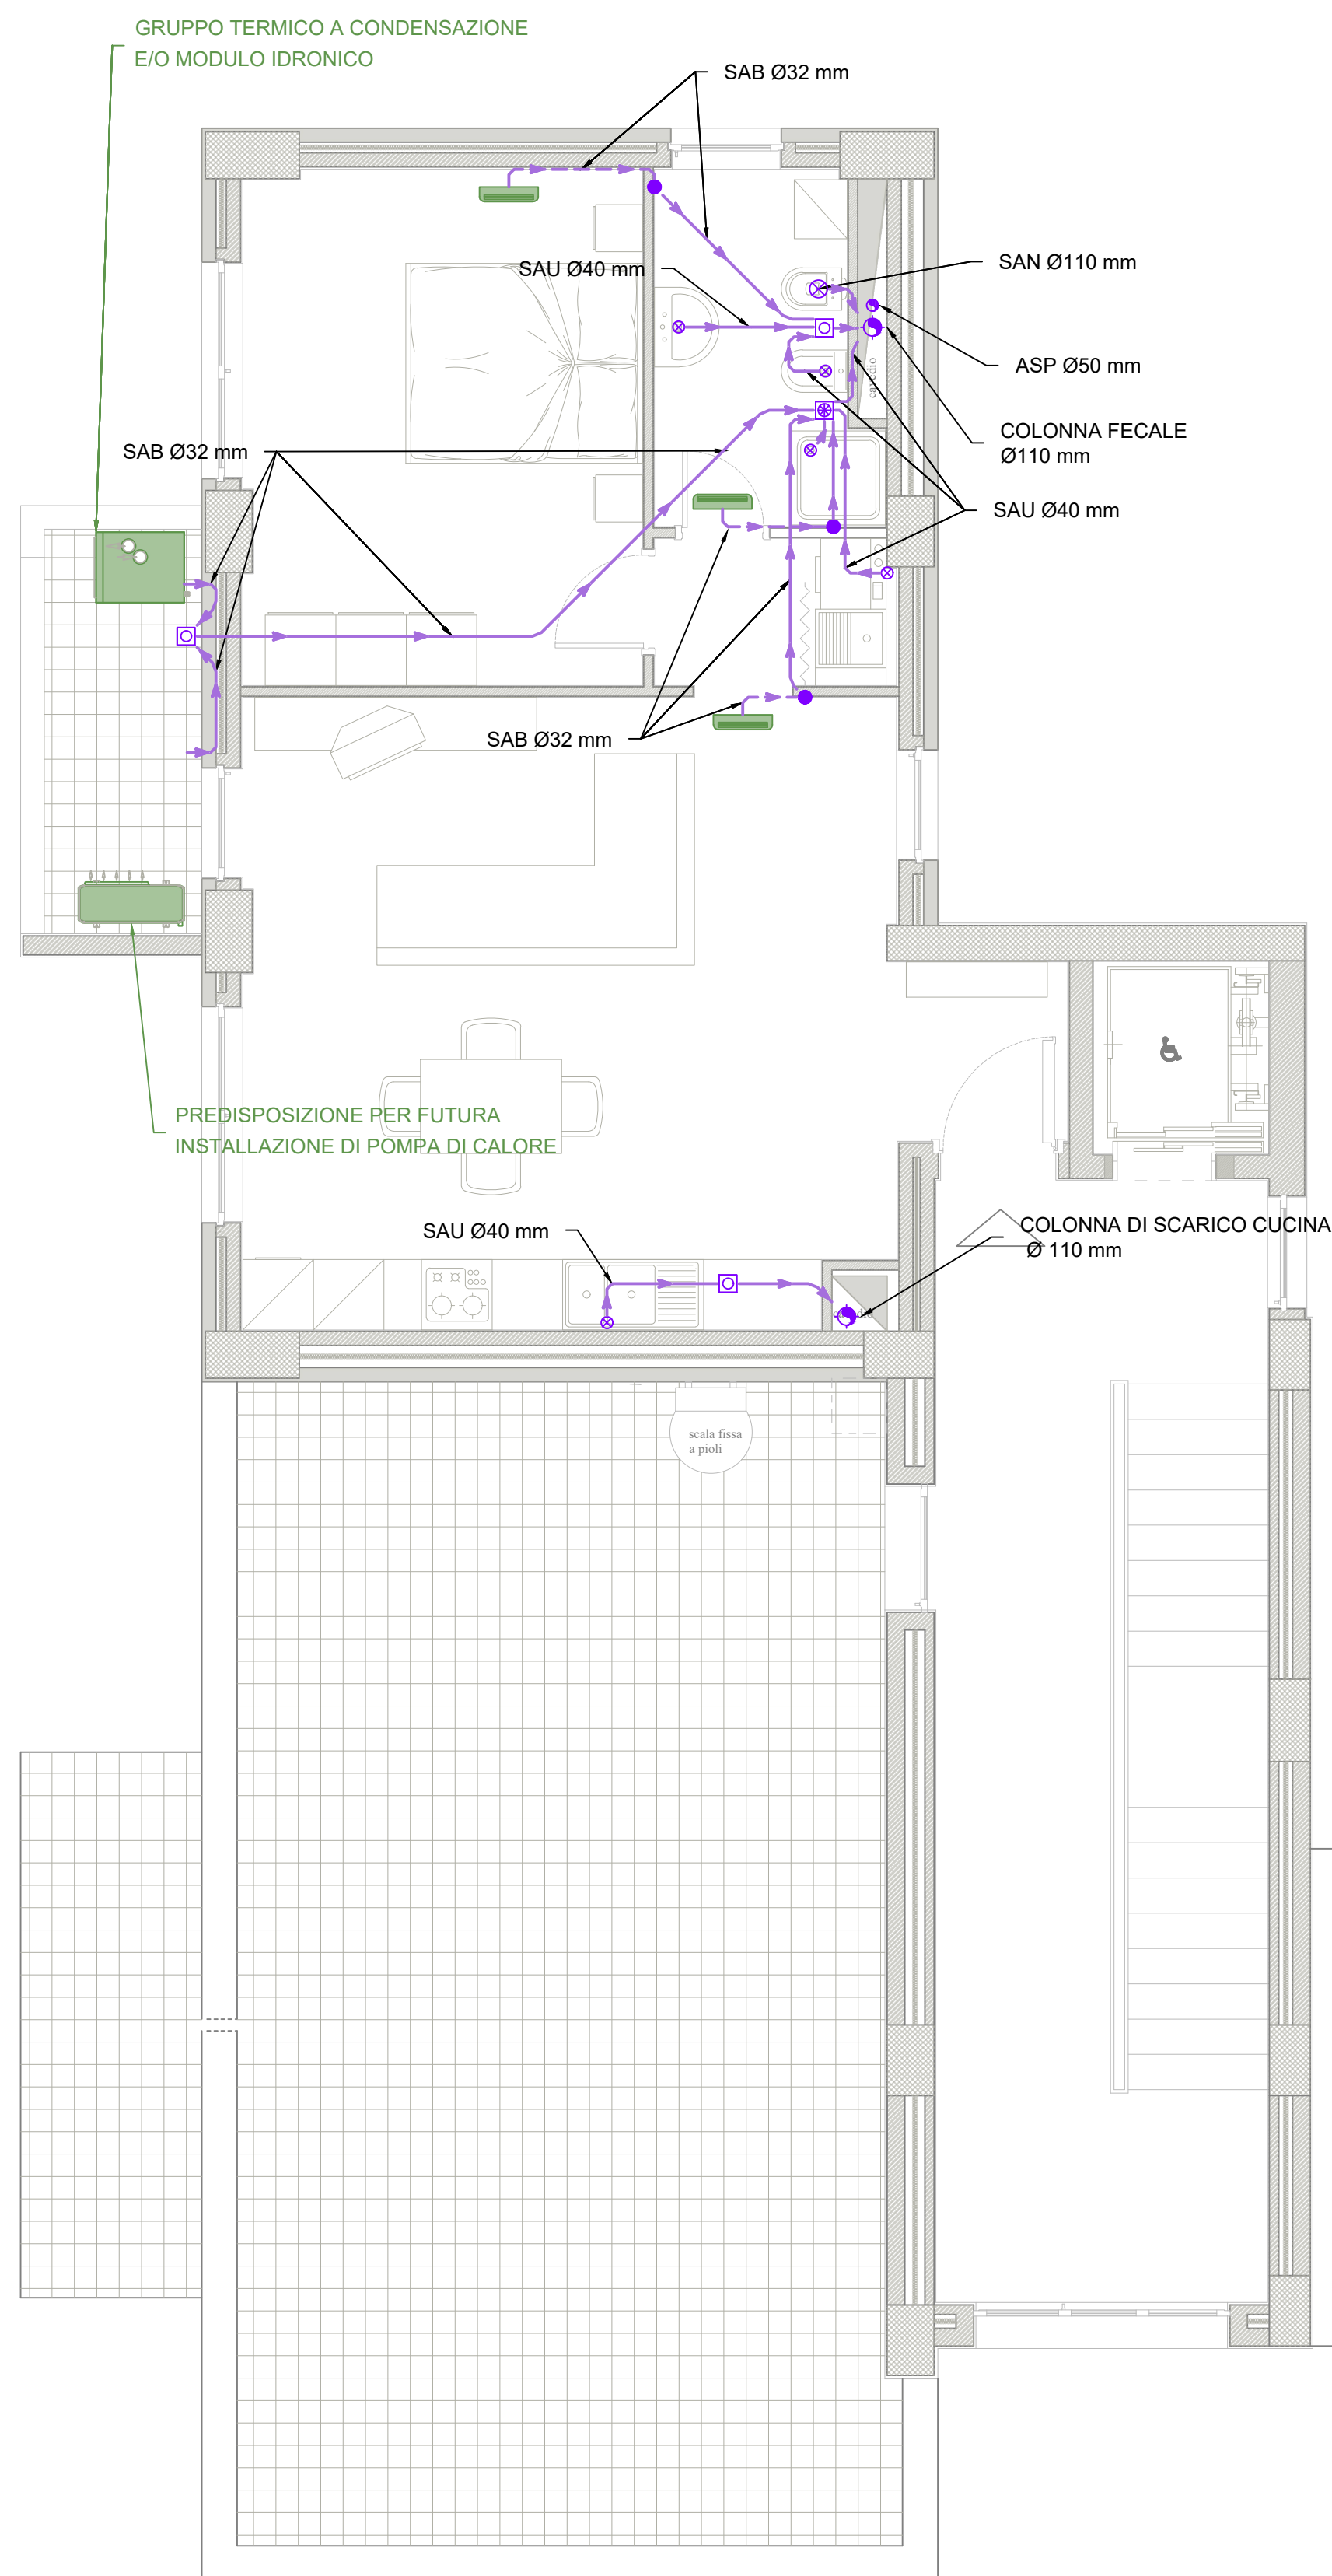 GRUPPO TERMICO A CONDENSAZIONE
E/O MODULO IDRONICO
SAB Ø32 mm
SAU Ø40 mm
SAN Ø110 mm
ASP Ø50 mm
cavedio
COLONNA FECALE
Ø110 mm
SAB Ø32 mm
SAU Ø40 mm
SAB Ø32 mm
PREDISPOSIZIONE PER FUTURA
INSTALLAZIONE DI POMPA DI CALORE
SAU Ø40 mm
COLONNA DI SCARICO CUCINA
Ø 110 mm
scala fissa
a pioli